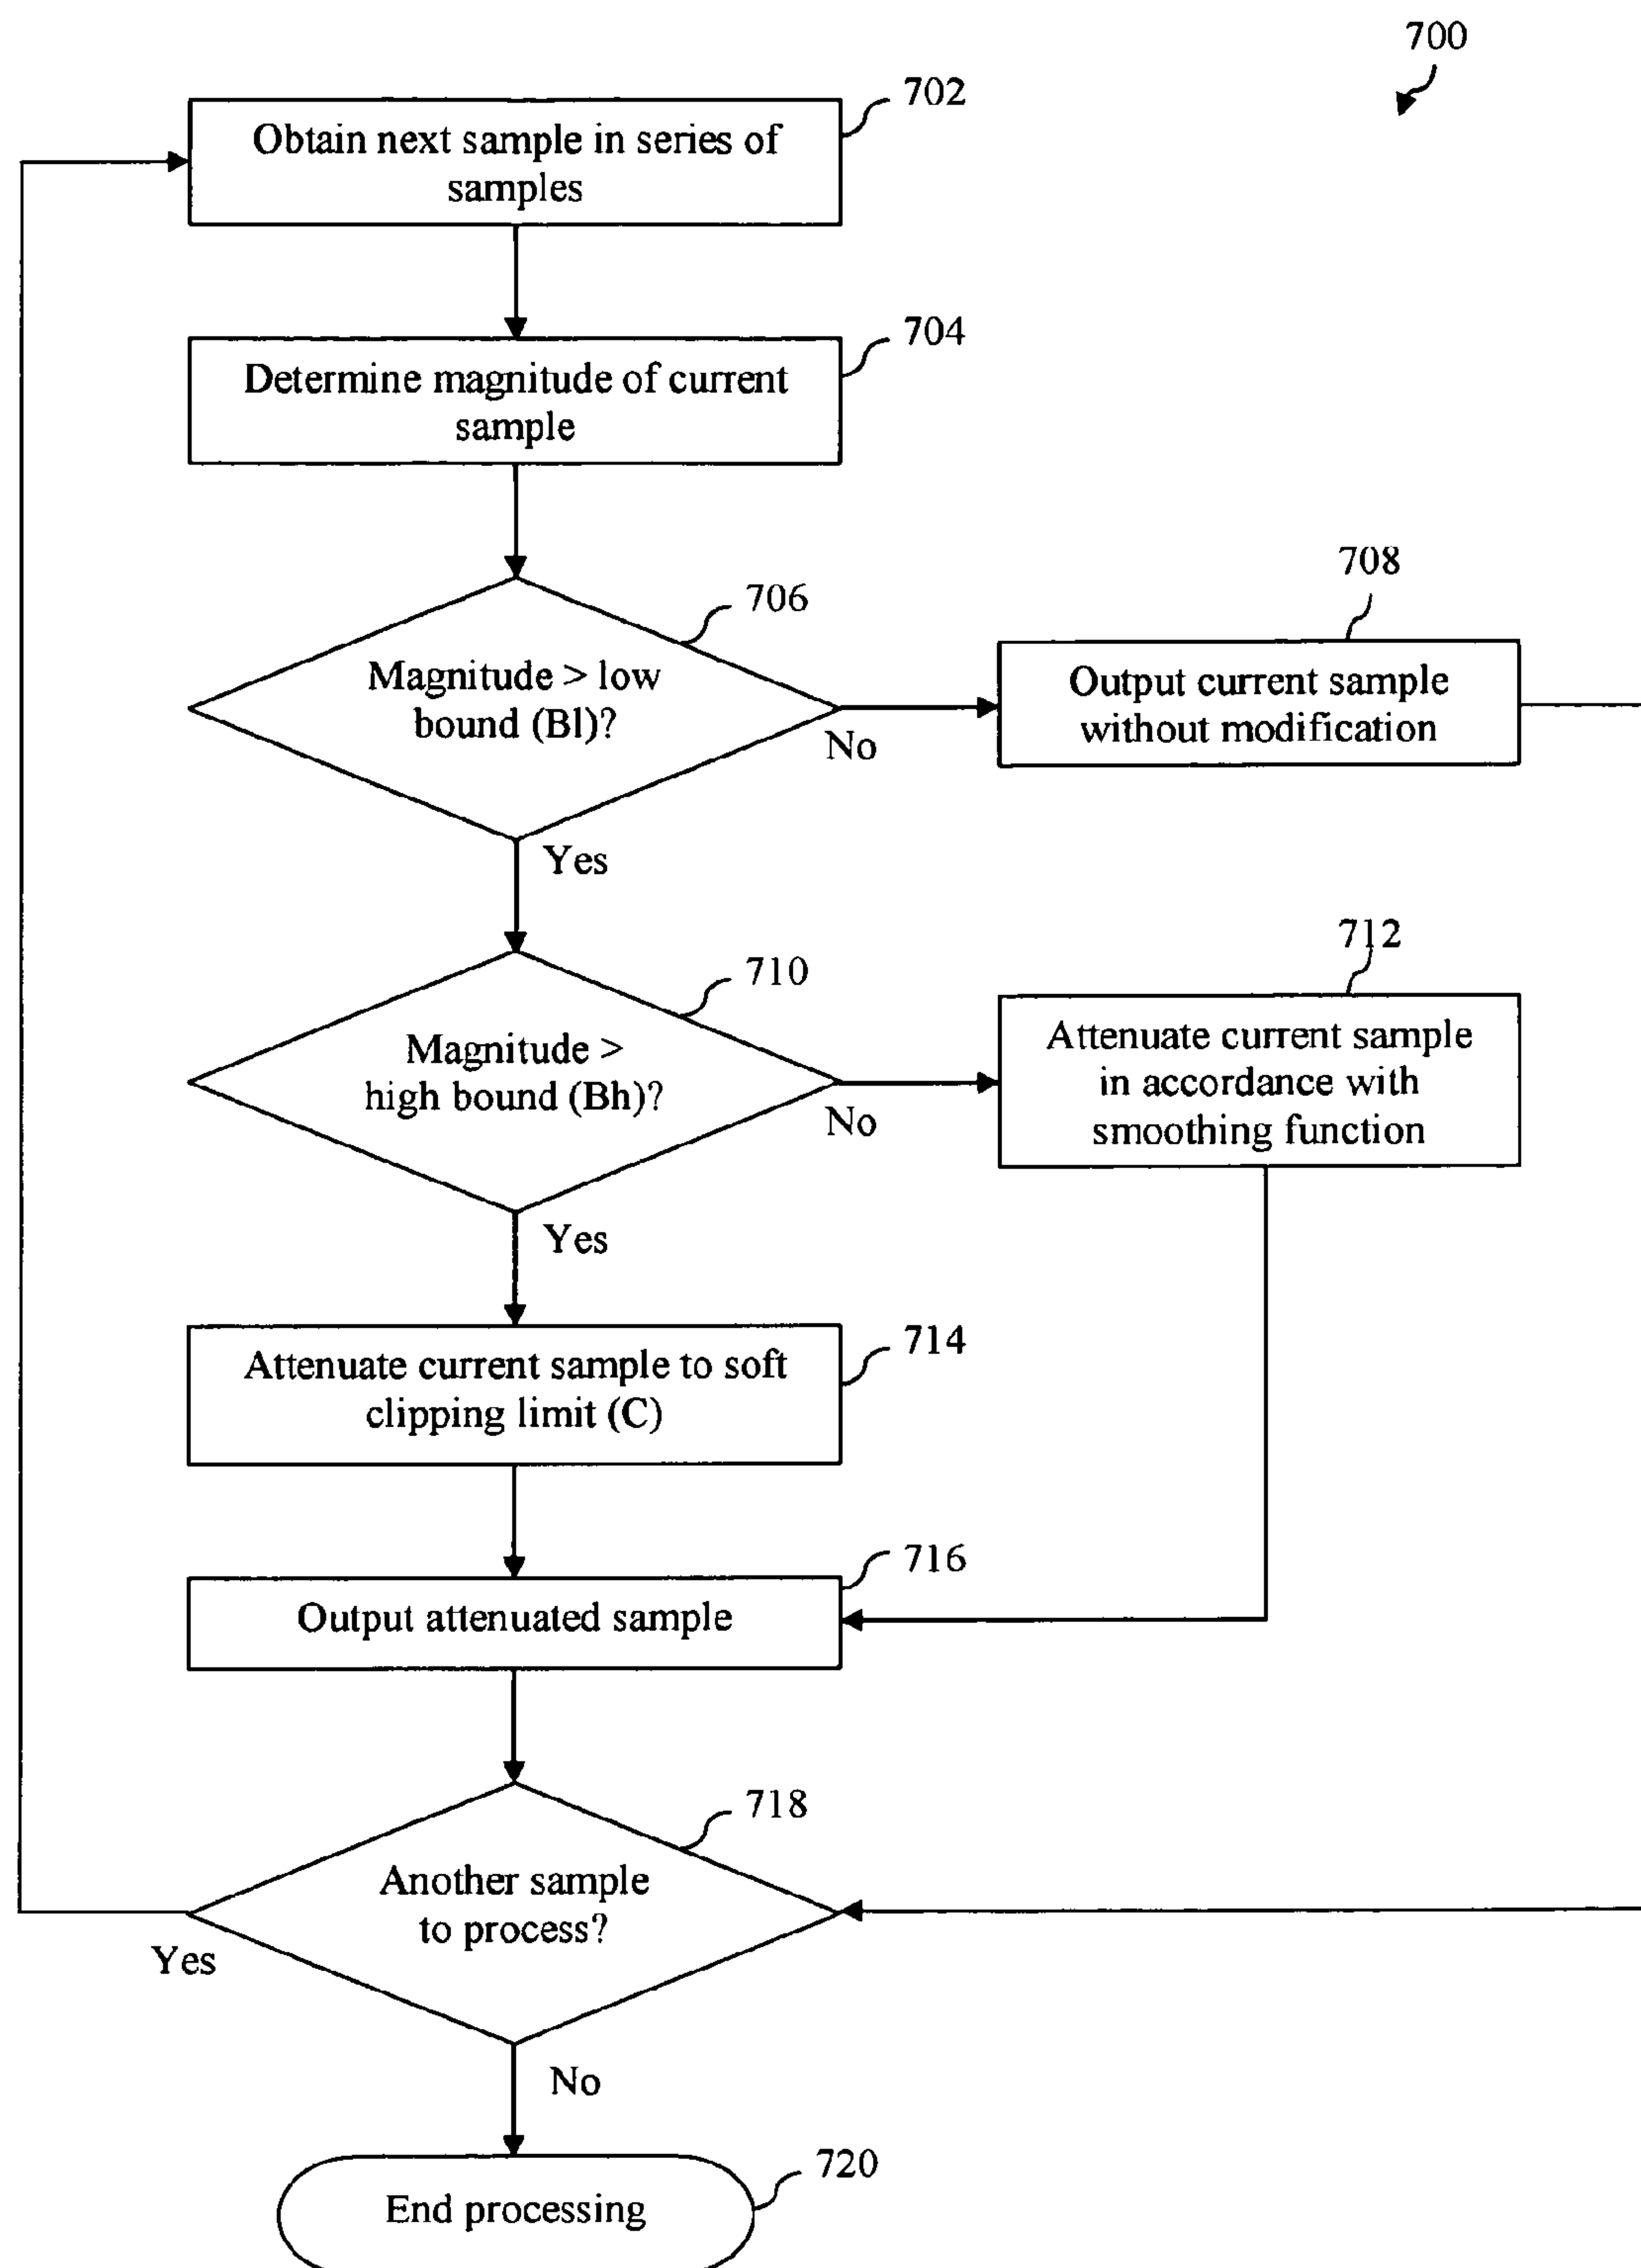 700
702
Obtain next sample in series of
samples
704
Determine magnitude of current
sample
706
Magnitude > low
bound (Bl)?
No
708
Output current sample
without modification
Yes
710
Magnitude >
high bound (Bh)?
No
712
Attenuate current sample
in accordance with
smoothing function
Yes
714
Attenuate current sample to soft
clipping limit (C)
716
Output attenuated sample
718
Another sample
to process?
Yes
No
720
End processing